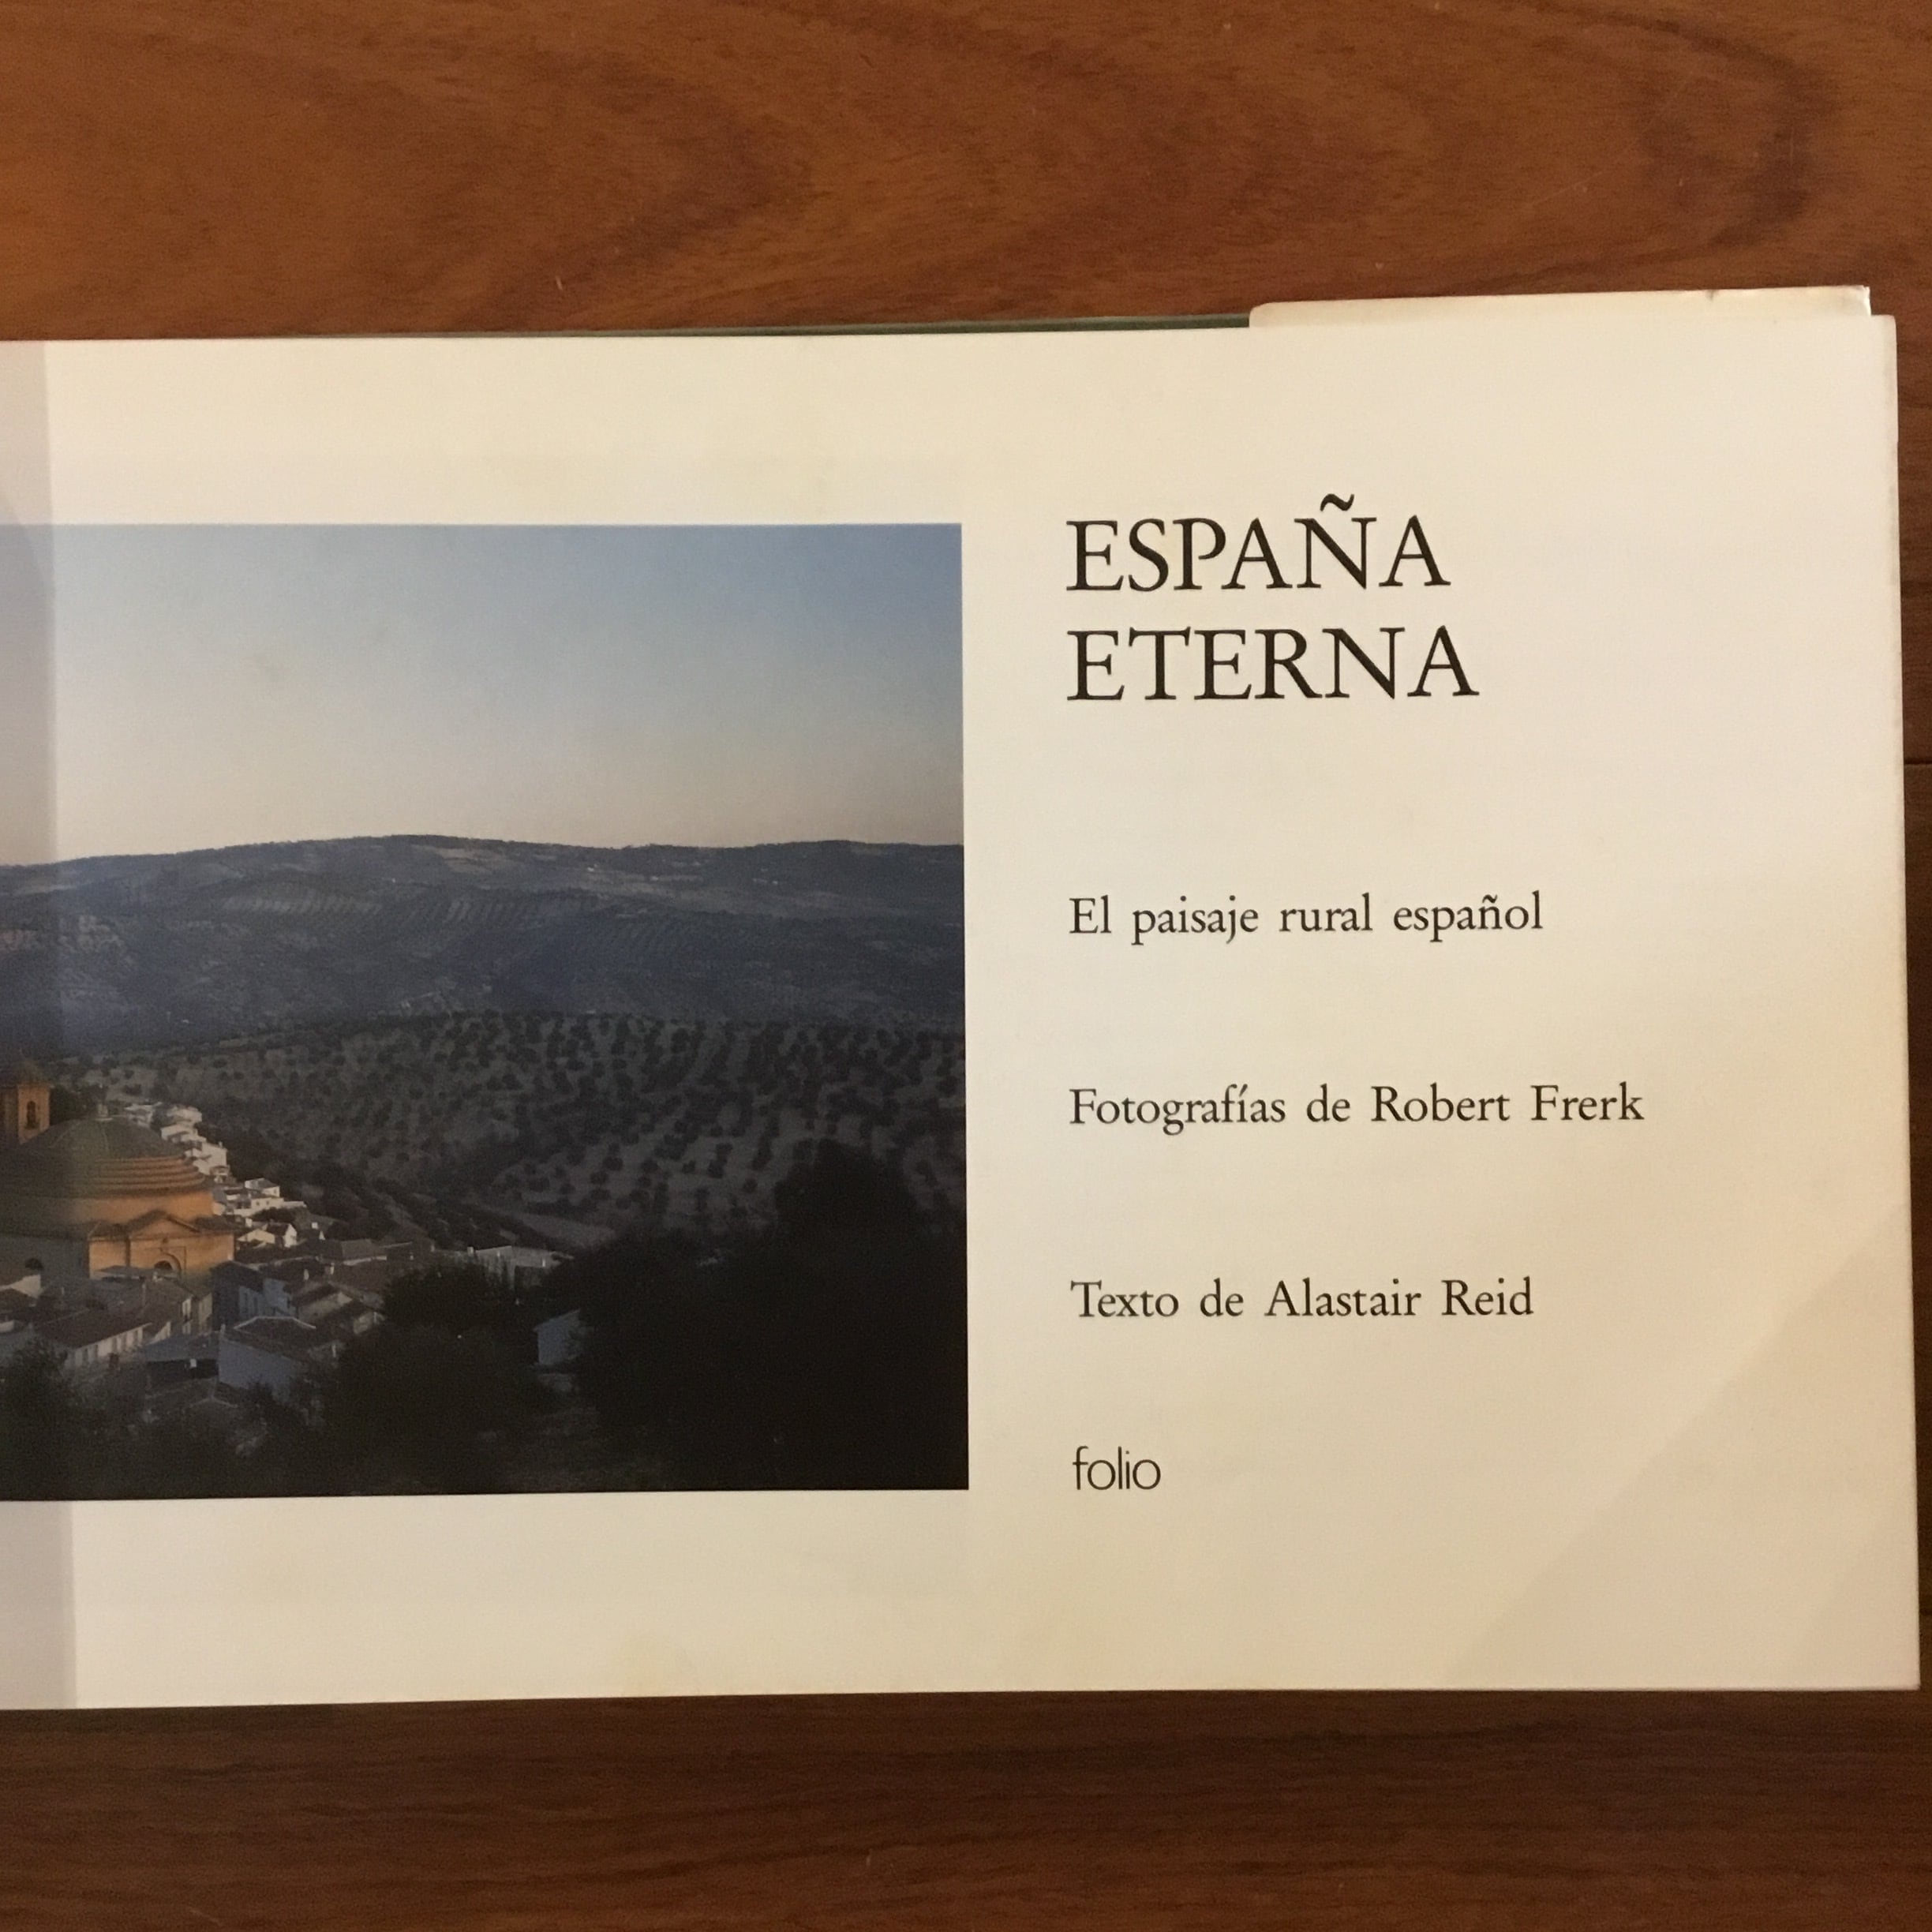 ESPAÑA
ETERNA
El paisaje rural español
Fotografías de Robert Frerk
Texto de Alastair Reid
folio